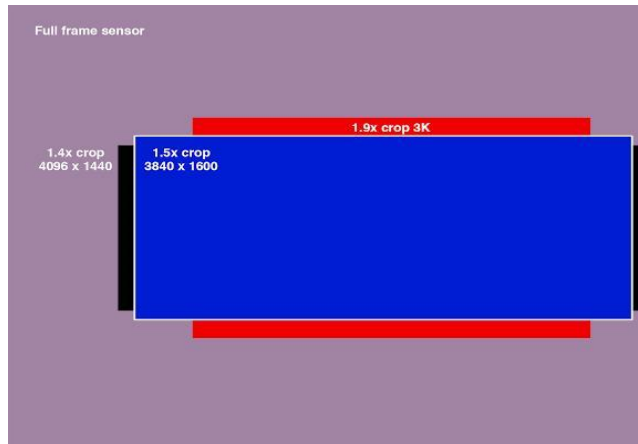 Full frame sensor
1.9x crop 3K
1.4x crop
4096 x 1440
1.5x crop
3840 x 1600